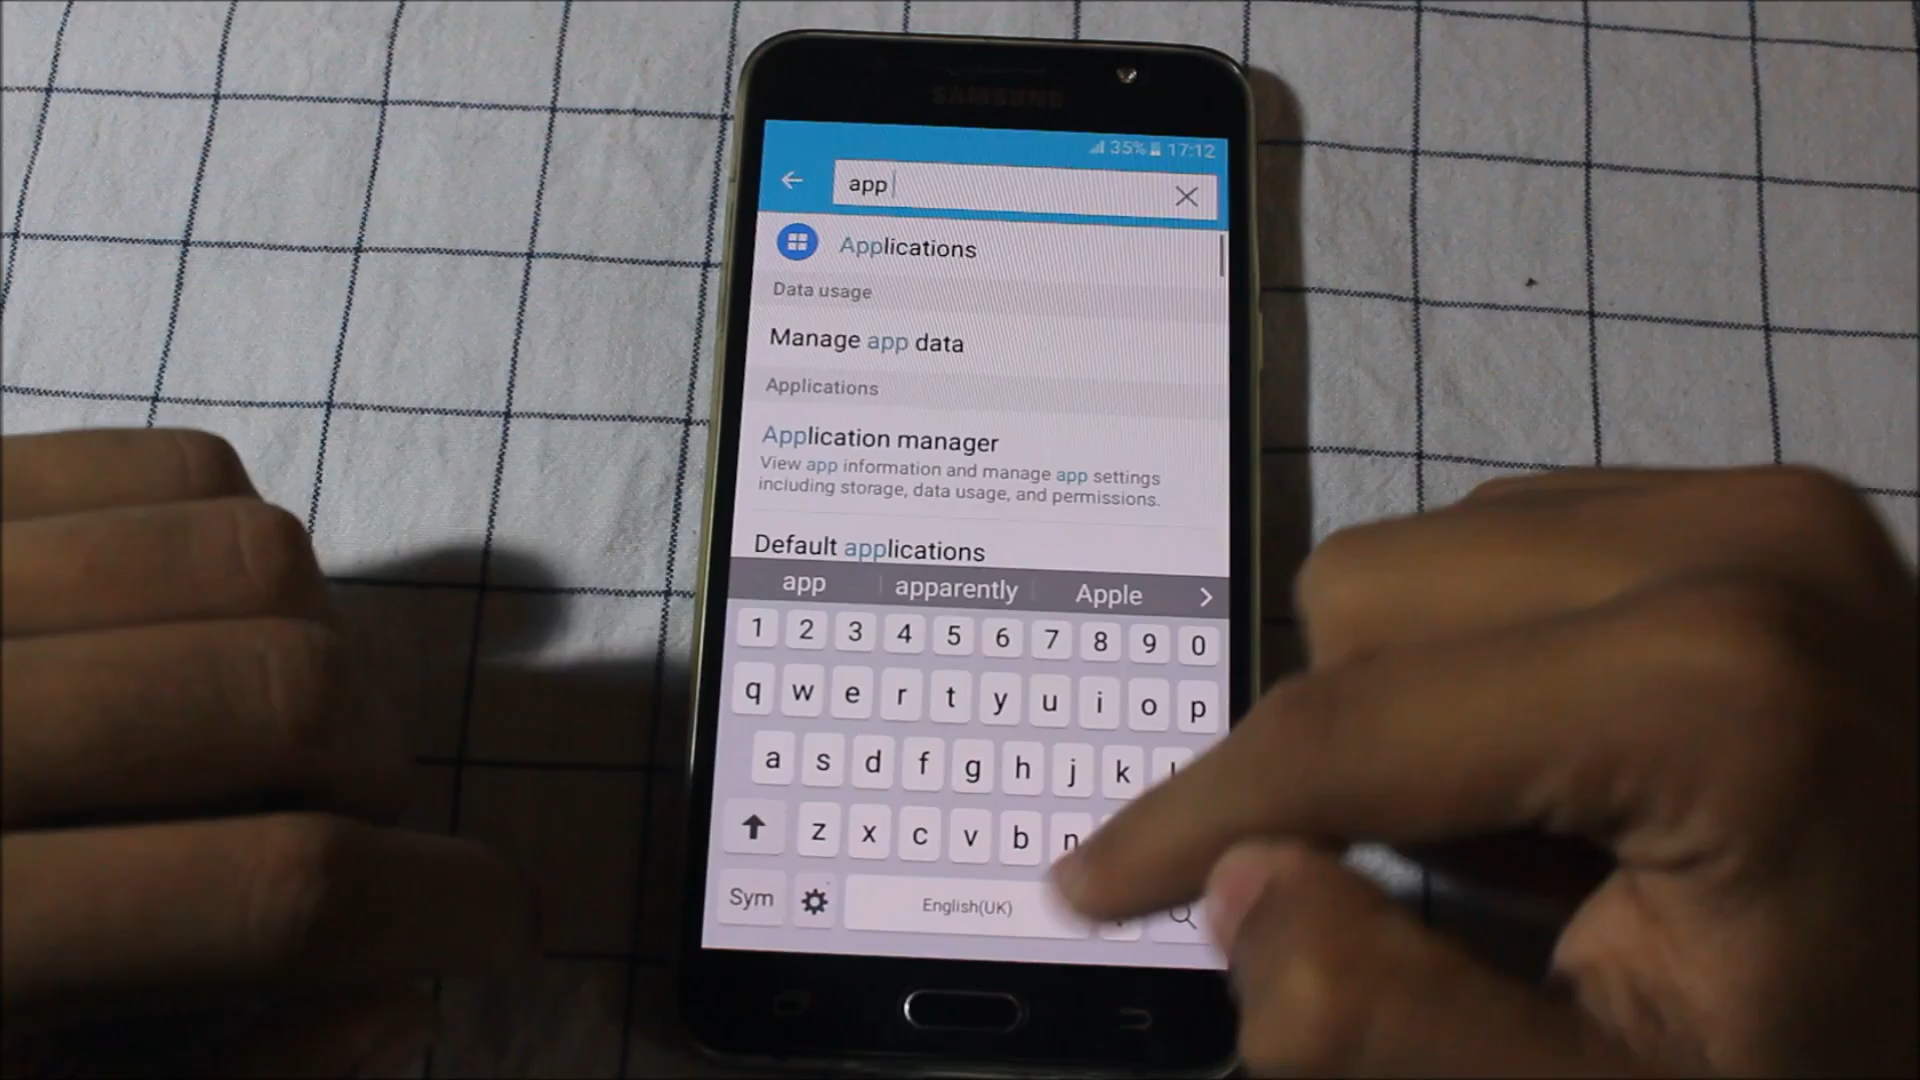 SAMSUNG
35% 17:12
app
Applications
Data usage
Manage app data
Applications
Application manager
View app information and manage app settings
including storage, data usage, and permissions.
Default applications
app apparently Apple
1 2 3 4 5 6 7 8 9 0
q w e r t y u i o p
a s d f g h j k
z x c v b n
Sym English(UK)